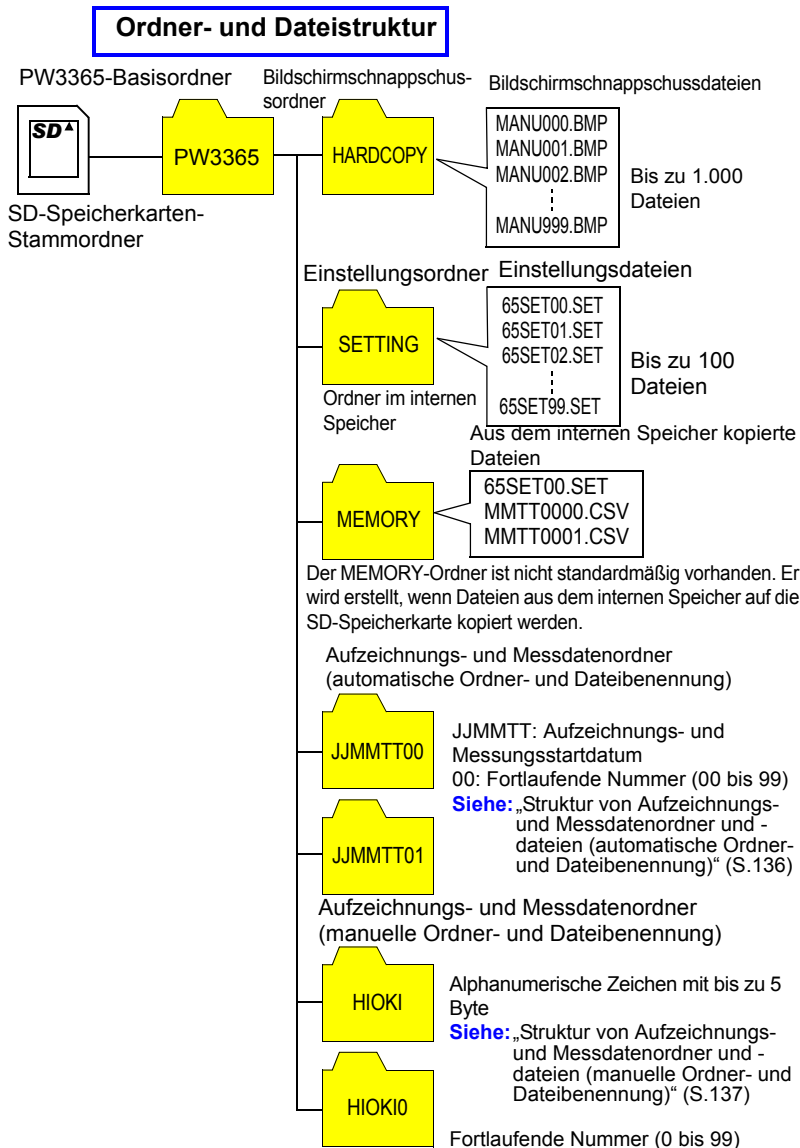 Ordner- und Dateistruktur
PW3365-Basisordner
Bildschirmschnappschus-
sordner
Bildschirmschnappschussdateien
SD
PW3365
HARDCOPY
MANU000.BMP
MANU001.BMP
MANU002.BMP
MANU999.BMP
Bis zu 1.000
Dateien
SD-Speicherkarten-
Stammordner
Einstellungsordner
Einstellungsdateien
SETTING
65SET00.SET
65SET01.SET
65SET02.SET
65SET99.SET
Bis zu 100
Dateien
Ordner im internen
Speicher
Aus dem internen Speicher kopierte
Dateien
MEMORY
65SET00.SET
MMTT0000.CSV
MMTT0001.CSV
Der MEMORY-Ordner ist nicht standardmäßig vorhanden. Er
wird erstellt, wenn Dateien aus dem internen Speicher auf die
SD-Speicherkarte kopiert werden.
Aufzeichnungs- und Messdatenordner
(automatische Ordner- und Dateibenennung)
JJMMTT00
JJMMTT: Aufzeichnungs- und
Messungsstartdatum
00: Fortlaufende Nummer (00 bis 99)
Siehe: „Struktur von Aufzeichnungs-
und Messdatenordner und -
dateien (automatische Ordner-
und Dateibenennung)“ (S.136)
JJMMTT01
Aufzeichnungs- und Messdatenordner
(manuelle Ordner- und Dateibenennung)
HIOKI
Alphanumerische Zeichen mit bis zu 5
Byte
Siehe: „Struktur von Aufzeichnungs-
und Messdatenordner und -
dateien (manuelle Ordner- und
Dateibenennung)“ (S.137)
HIOKI0
Fortlaufende Nummer (0 bis 99)